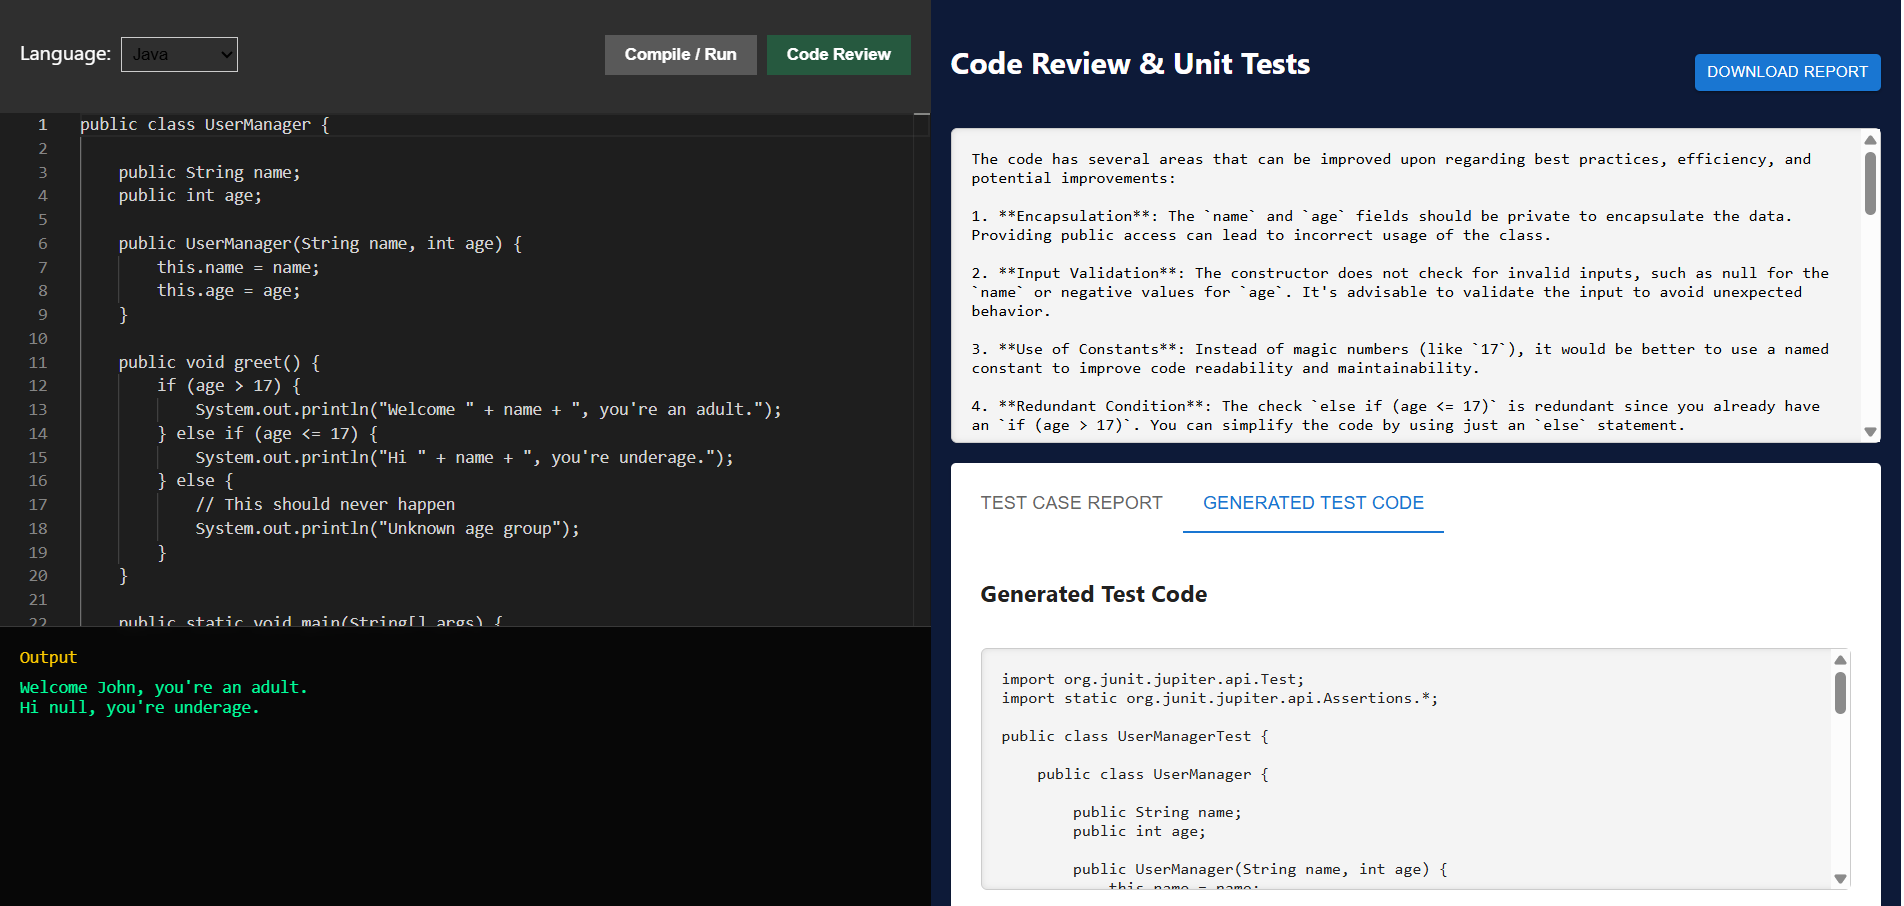 Language: Java
Compile / Run
Code Review
1 public class UserManager {
2
3     public String name;
4     public int age;
5
6     public UserManager(String name, int age) {
7         this.name = name;
8         this.age = age;
9     }
10
11     public void greet() {
12         if (age > 17) {
13             System.out.println("Welcome " + name + ", you're an adult.");
14         } else if (age <= 17) {
15             System.out.println("Hi " + name + ", you're underage.");
16         } else {
17             // This should never happen
18             System.out.println("Unknown age group");
19         }
20     }
21
22     public static void main(String[] args) {
Output
Welcome John, you're an adult.
Hi null, you're underage.
Code Review & Unit Tests
DOWNLOAD REPORT
The code has several areas that can be improved upon regarding best practices, efficiency, and
potential improvements:
1. **Encapsulation**: The `name` and `age` fields should be private to encapsulate the data.
Providing public access can lead to incorrect usage of the class.
2. **Input Validation**: The constructor does not check for invalid inputs, such as null for the
`name` or negative values for `age`. It's advisable to validate the input to avoid unexpected
behavior.
3. **Use of Constants**: Instead of magic numbers (like `17`), it would be better to use a named
constant to improve code readability and maintainability.
4. **Redundant Condition**: The check `else if (age <= 17)` is redundant since you already have
an `if (age > 17)`. You can simplify the code by using just an `else` statement.
TEST CASE REPORT
GENERATED TEST CODE
Generated Test Code
import org.junit.jupiter.api.Test;
import static org.junit.jupiter.api.Assertions.*;
public class UserManagerTest {
    public class UserManager {
        public String name;
        public int age;
        public UserManager(String name, int age) {
            this.name = name;